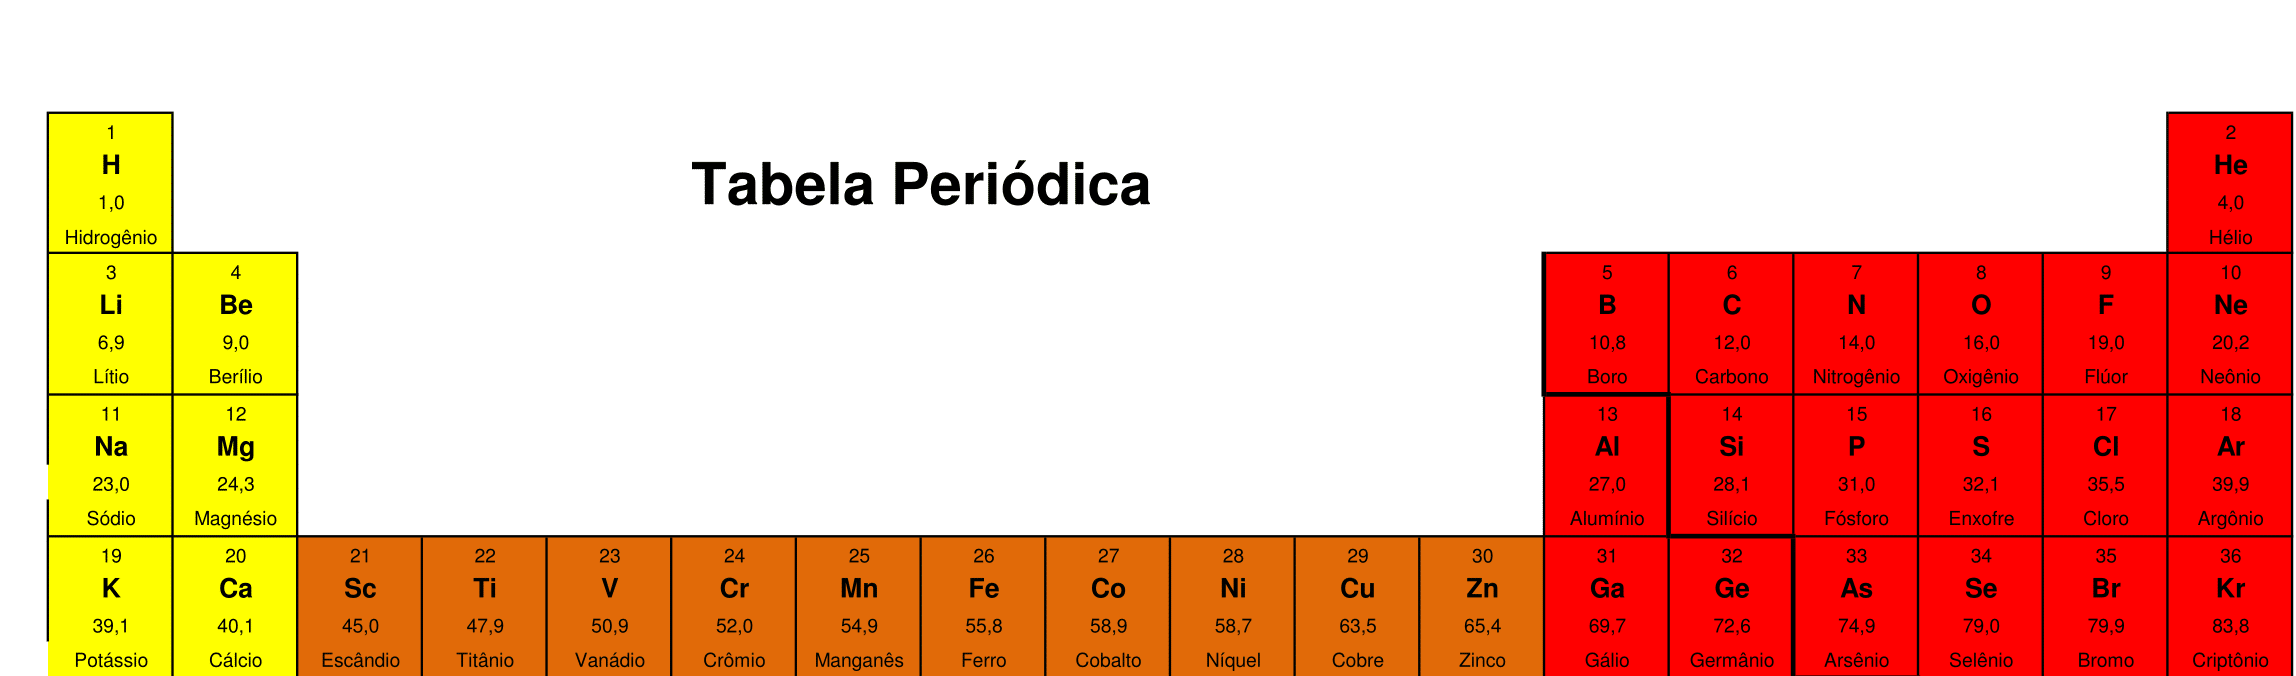 1 2
H He
Tabela Periódica
1,0 4,0
Hidrogênio Hélio
3 4 5 6 7 8 9 10
Li Be B C N O F Ne
6,9 9,0 10,8 12,0 14,0 16,0 19,0 20,2
Lítio Berílio Boro Carbono Nitrogênio Oxigênio Flúor Neônio
11 12 13 14 15 16 17 18
Na Mg Al Si P S Cl Ar
23,0 24,3 27,0 28,1 31,0 32,1 35,5 39,9
Sódio Magnésio Alumínio Silício Fósforo Enxofre Cloro Argônio
19 20 21 22 23 24 25 26 27 28 29 30 31 32 33 34 35 36
K Ca Sc Ti V Cr Mn Fe Co Ni Cu Zn Ga Ge As Se Br Kr
39,1 40,1 45,0 47,9 50,9 52,0 54,9 55,8 58,9 58,7 63,5 65,4 69,7 72,6 74,9 79,0 79,9 83,8
Potássio Cálcio Escândio Titânio Vanádio Crômio Manganês Ferro Cobalto Níquel Cobre Zinco Gálio Germânio Arsênio Selênio Bromo Criptônio